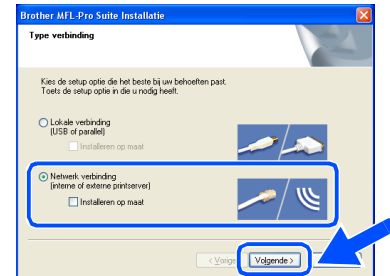 Brother MFL-Pro Suite Installatie
Type verbinding
Kies de setup optie die het beste bij uw behoeften past.
Toets de setup optie in die u nodig heeft.
Lokale verbinding
(USB of parallel)
Installeren op maat
Netwerk verbinding
(interne of externe printserver)
Installeren op maat
< Vorige
Volgende >